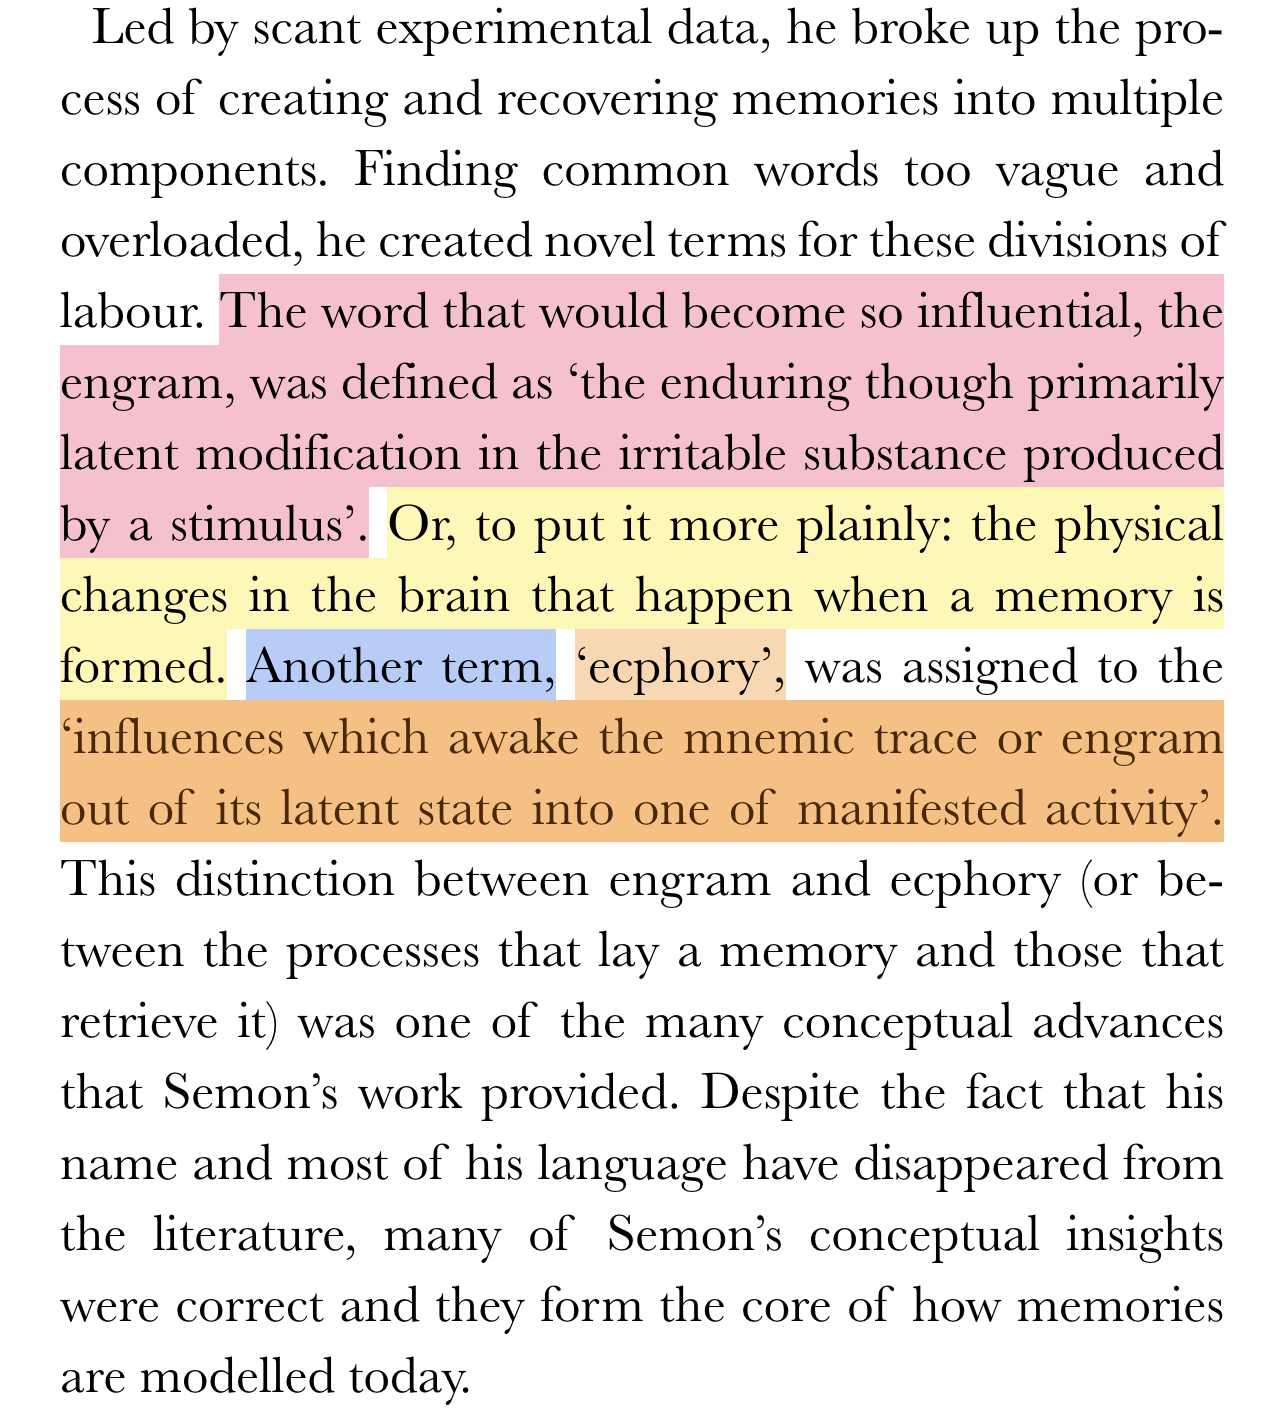 Led by scant experimental data, he broke up the pro-
cess of creating and recovering memories into multiple
components. Finding common words too vague and
overloaded, he created novel terms for these divisions of
labour. The word that would become so influential, the
engram, was defined as ‘the enduring though primarily
latent modification in the irritable substance produced
by a stimulus’. Or, to put it more plainly: the physical
changes in the brain that happen when a memory is
formed. Another term, ‘ecphory’, was assigned to the
‘influences which awake the mnemic trace or engram
out of its latent state into one of manifested activity’.
This distinction between engram and ecphory (or be-
tween the processes that lay a memory and those that
retrieve it) was one of the many conceptual advances
that Semon’s work provided. Despite the fact that his
name and most of his language have disappeared from
the literature, many of Semon’s conceptual insights
were correct and they form the core of how memories
are modelled today.